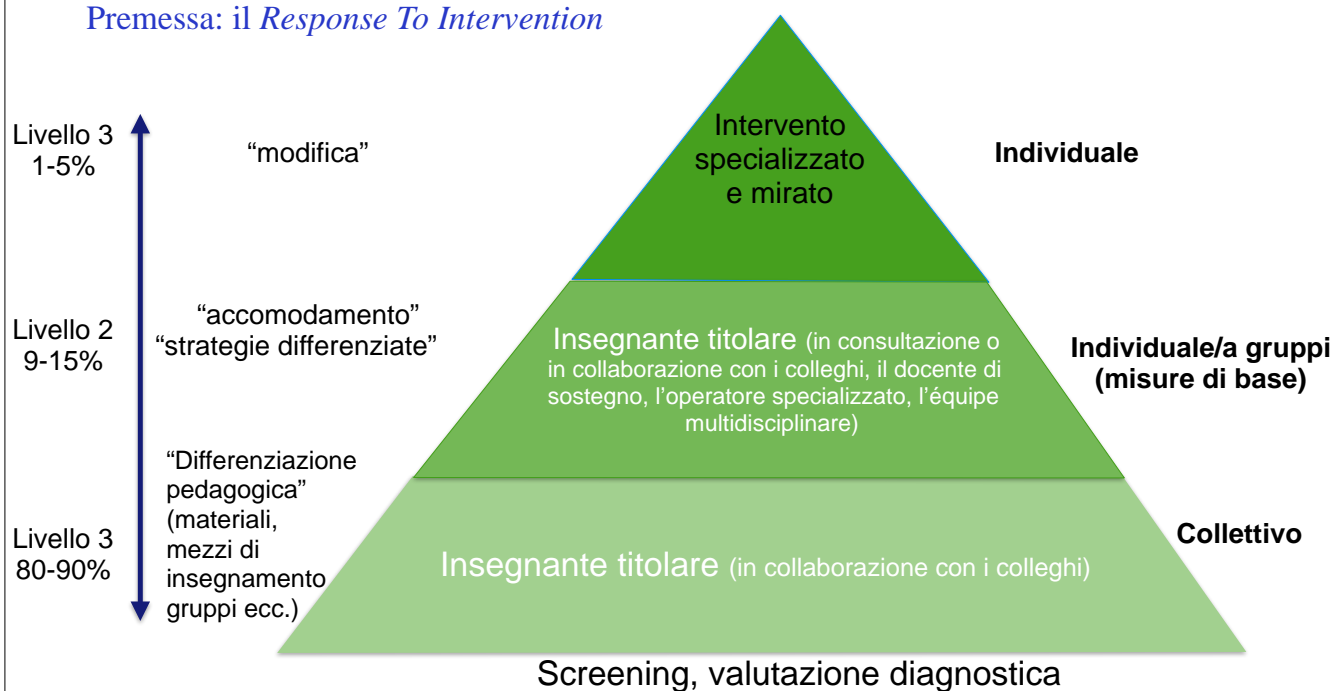 Premessa: il Response To Intervention
Livello 3
1-5%
“modifica”
Intervento
specializzato
e mirato
Individuale
Livello 2
9-15%
“accomodamento”
“strategie differenziate”
Insegnante titolare (in consultazione o
in collaborazione con i colleghi, il docente di
sostegno, l’operatore specializzato, l’équipe
multidisciplinare)
Individuale/a gruppi
(misure di base)
Livello 3
80-90%
“Differenziazione
pedagogica”
(materiali,
mezzi di
insegnamento
gruppi ecc.)
Insegnante titolare (in collaborazione con i colleghi)
Collettivo
Screening, valutazione diagnostica